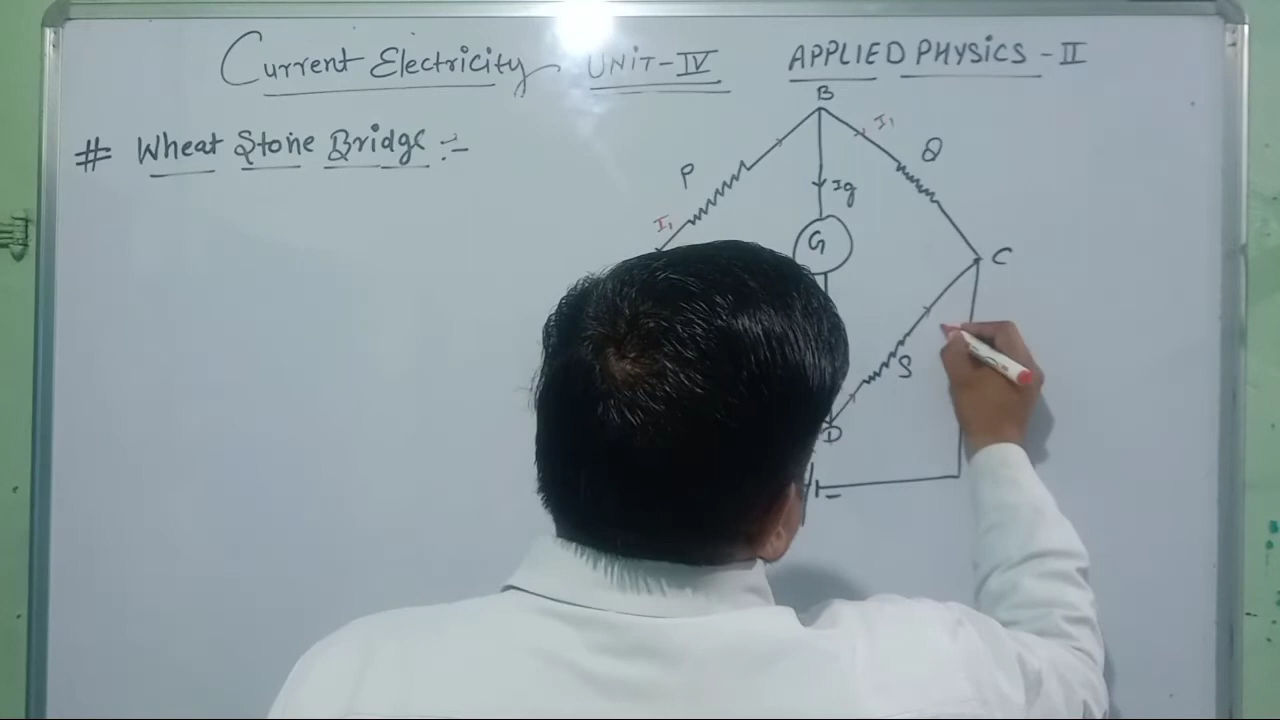 Current Electricity UNIT-IV APPLIED PHYSICS-II
# Wheat Stone Bridge :-
B
I₁
Q
P
Ig
I₁
G
C
S
D
-